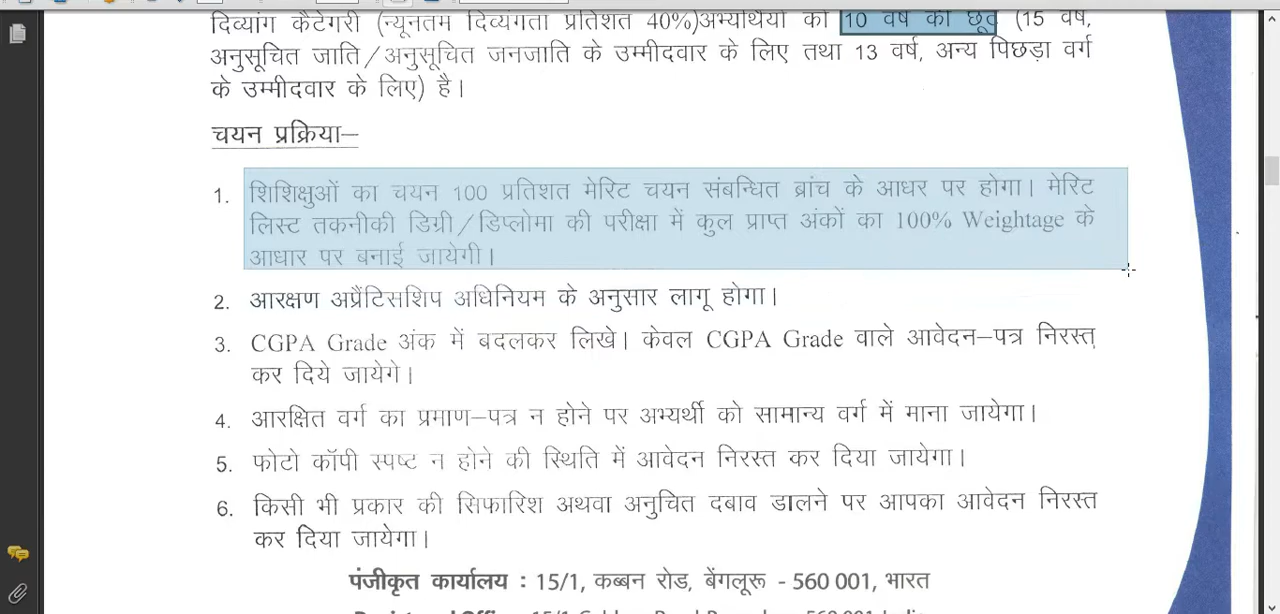 दिव्यांग कैटेगरी (न्यूनतम दिव्यंगता प्रतिशत 40%)अभ्यर्थियों को 10 वर्ष की छूट (15 वर्ष,
अनुसूचित जाति/अनुसूचित जनजाति के उम्मीदवार के लिए तथा 13 वर्ष, अन्य पिछड़ा वर्ग
के उम्मीदवार के लिए) है।
चयन प्रक्रिया–
1. शिशिक्षुओं का चयन 100 प्रतिशत मेरिट चयन संबन्धित ब्रांच के आधर पर होगा। मेरिट
लिस्ट तकनीकी डिग्री/डिप्लोमा की परीक्षा में कुल प्राप्त अंकों का 100% Weightage के
आधार पर बनाई जायेगी।
2. आरक्षण अप्रैंटिसशिप अधिनियम के अनुसार लागू होगा।
3. CGPA Grade अंक में बदलकर लिखे। केवल CGPA Grade वाले आवेदन–पत्र निरस्त
कर दिये जायेगे।
4. आरक्षित वर्ग का प्रमाण–पत्र न होने पर अभ्यर्थी को सामान्य वर्ग में माना जायेगा।
5. फोटो कॉपी स्पष्ट न होने की स्थिति में आवेदन निरस्त कर दिया जायेगा।
6. किसी भी प्रकार की सिफारिश अथवा अनुचित दबाव डालने पर आपका आवेदन निरस्त
कर दिया जायेगा।
पंजीकृत कार्यालय : 15/1, कब्बन रोड, बेंगलूरू - 560 001, भारत